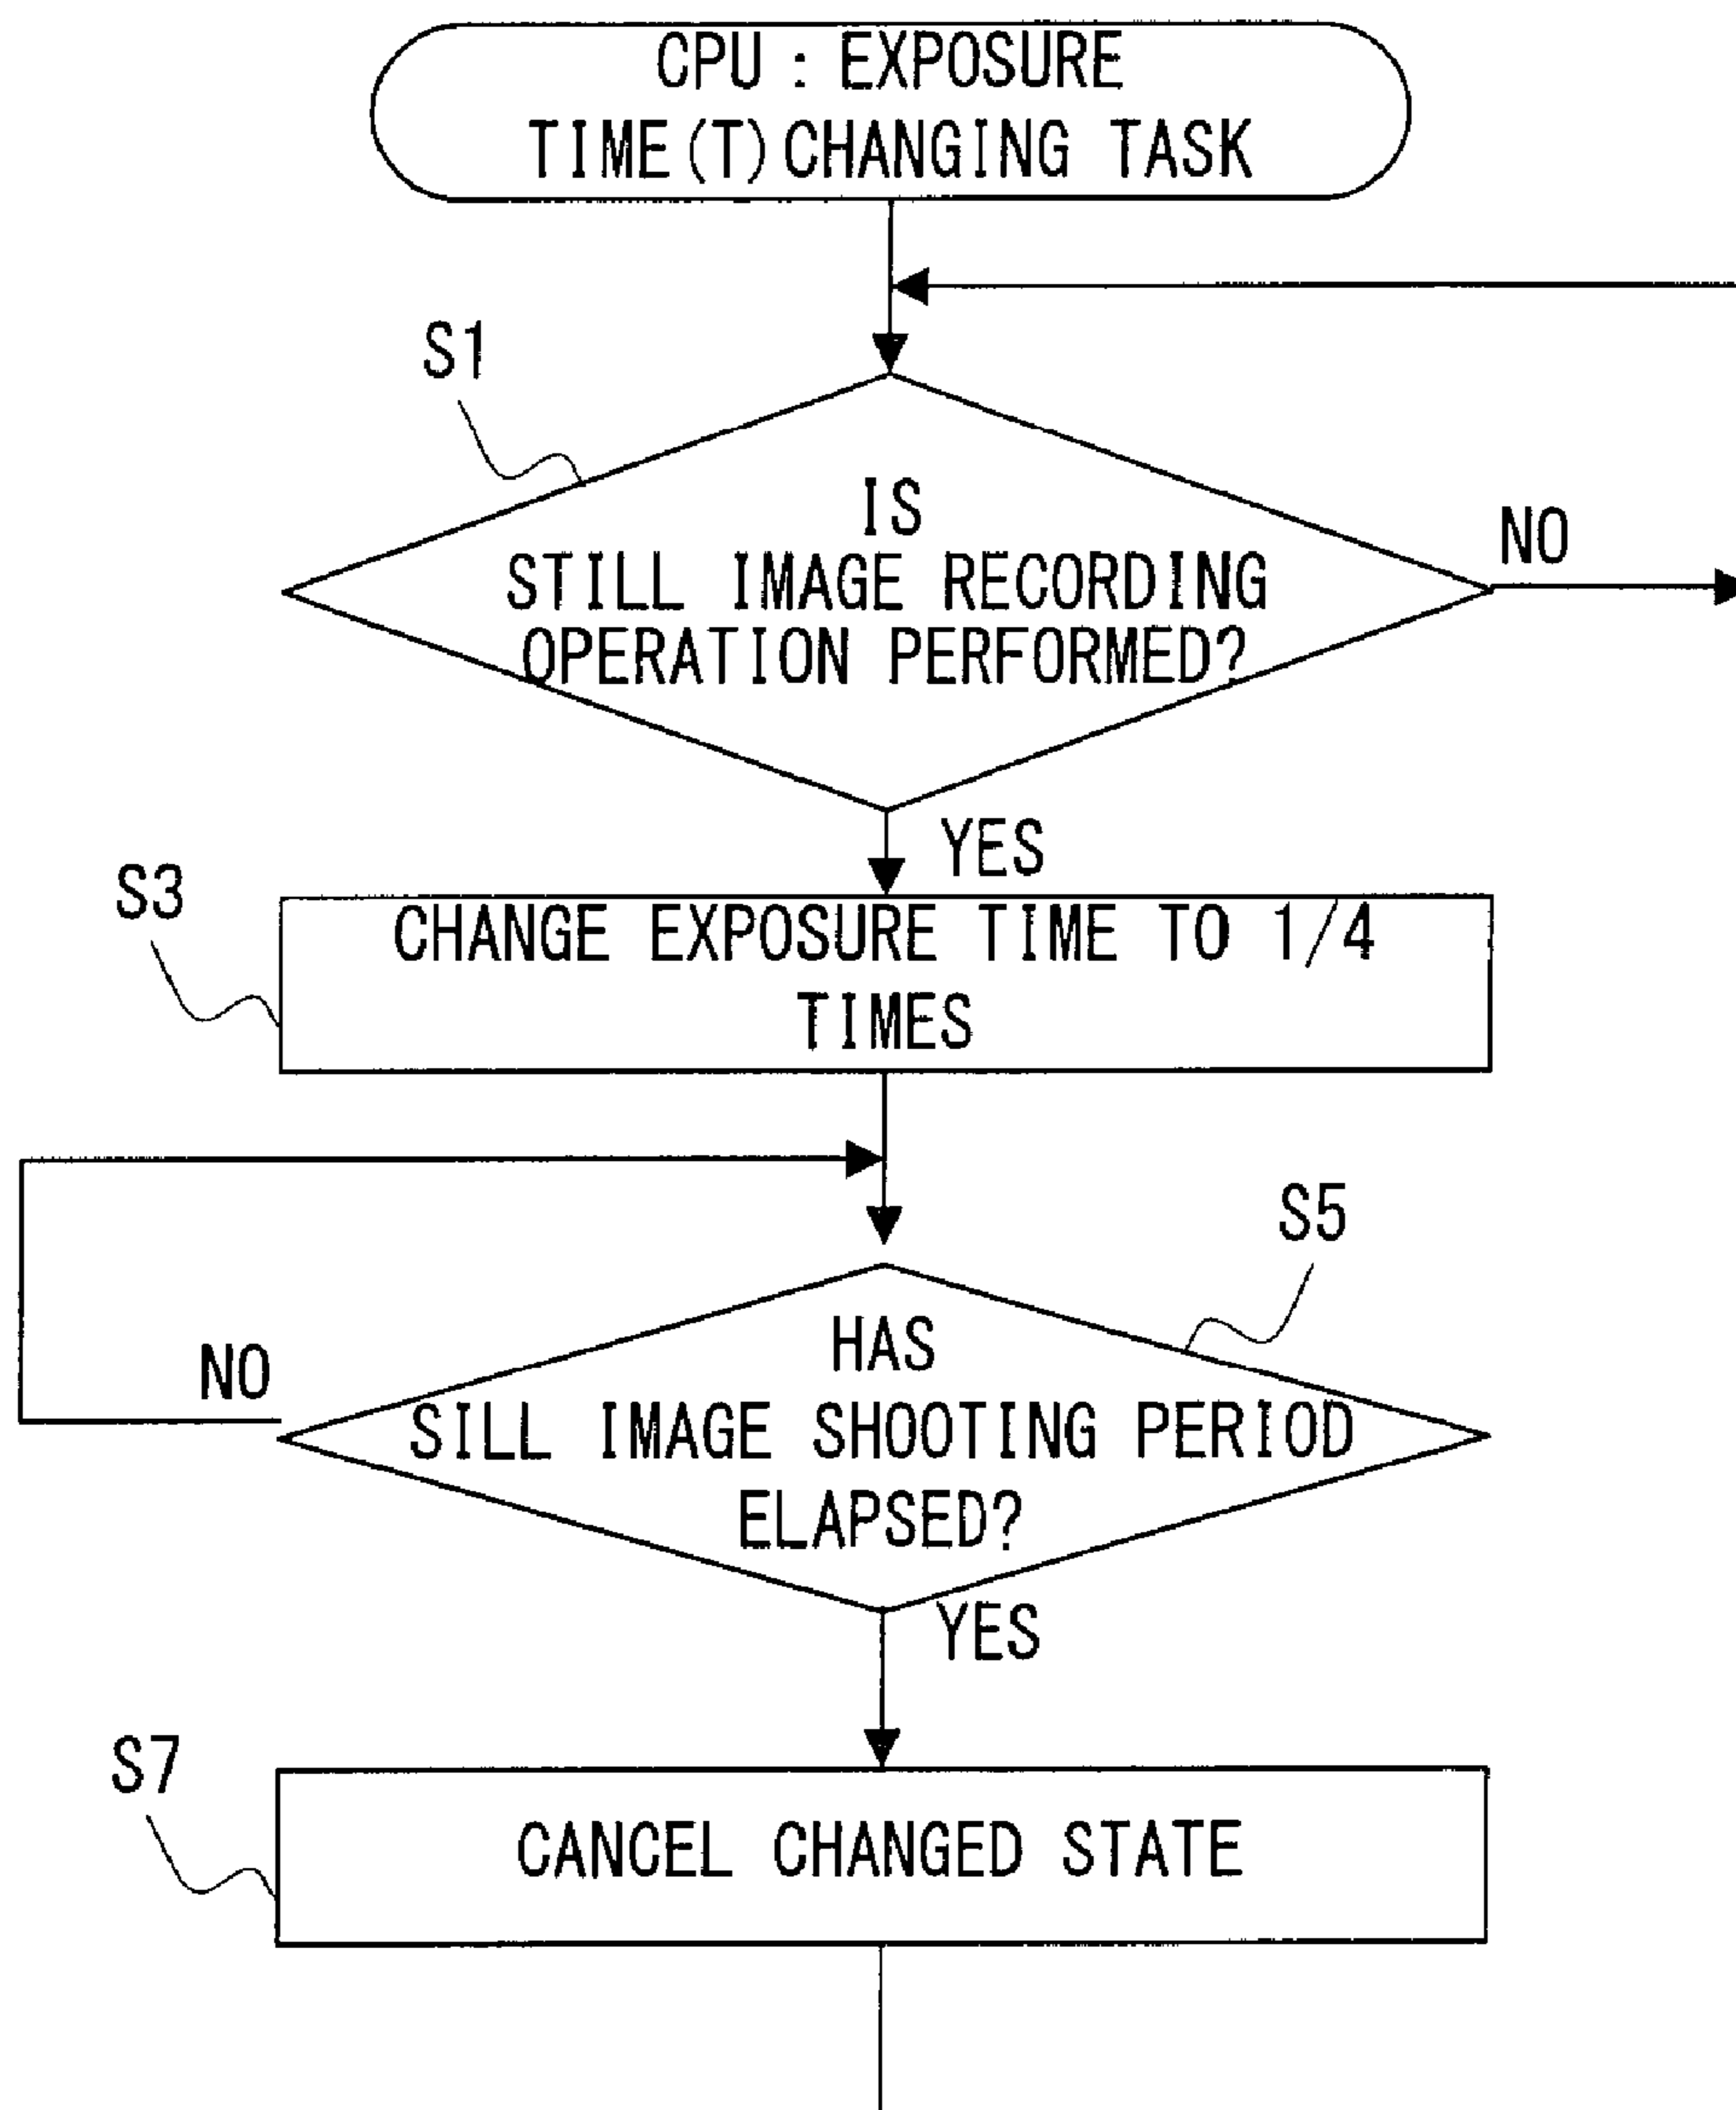 CPU : EXPOSURE
TIME(T)CHANGING TASK
S1
IS
STILL IMAGE RECORDING
OPERATION PERFORMED?
NO
YES
S3
CHANGE EXPOSURE TIME TO 1/4
TIMES
S5
HAS
SILL IMAGE SHOOTING PERIOD
ELAPSED?
NO
YES
S7
CANCEL CHANGED STATE